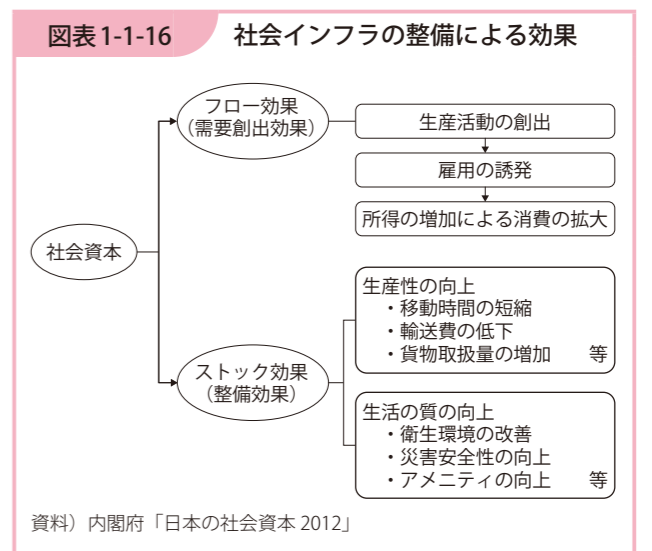 図表1-1-16 社会インフラの整備による効果
フロー効果
（需要創出効果）
生産活動の創出
雇用の誘発
所得の増加による消費の拡大
社会資本
ストック効果
（整備効果）
生産性の向上
・移動時間の短縮
・輸送費の低下
・貨物取扱量の増加 等
生活の質の向上
・衛生環境の改善
・災害安全性の向上
・アメニティの向上 等
資料）内閣府「日本の社会資本 2012」